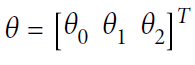 θ = [θ₀ θ₁ θ₂]ᵀ